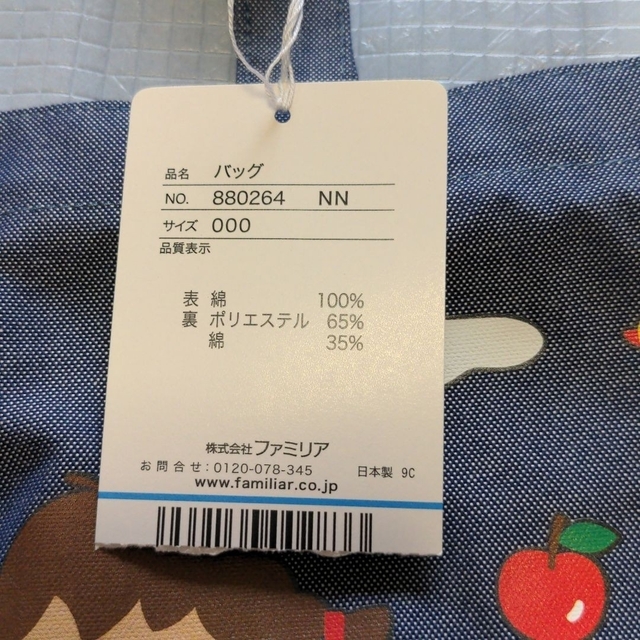 品名 バッグ
NO. 880264 NN
サイズ 000
品質表示
表 綿 100%
裏 ポリエステル 65%
綿 35%
株式会社 ファミリア
お問合せ:0120-078-345 日本製 9C
www.familiar.co.jp